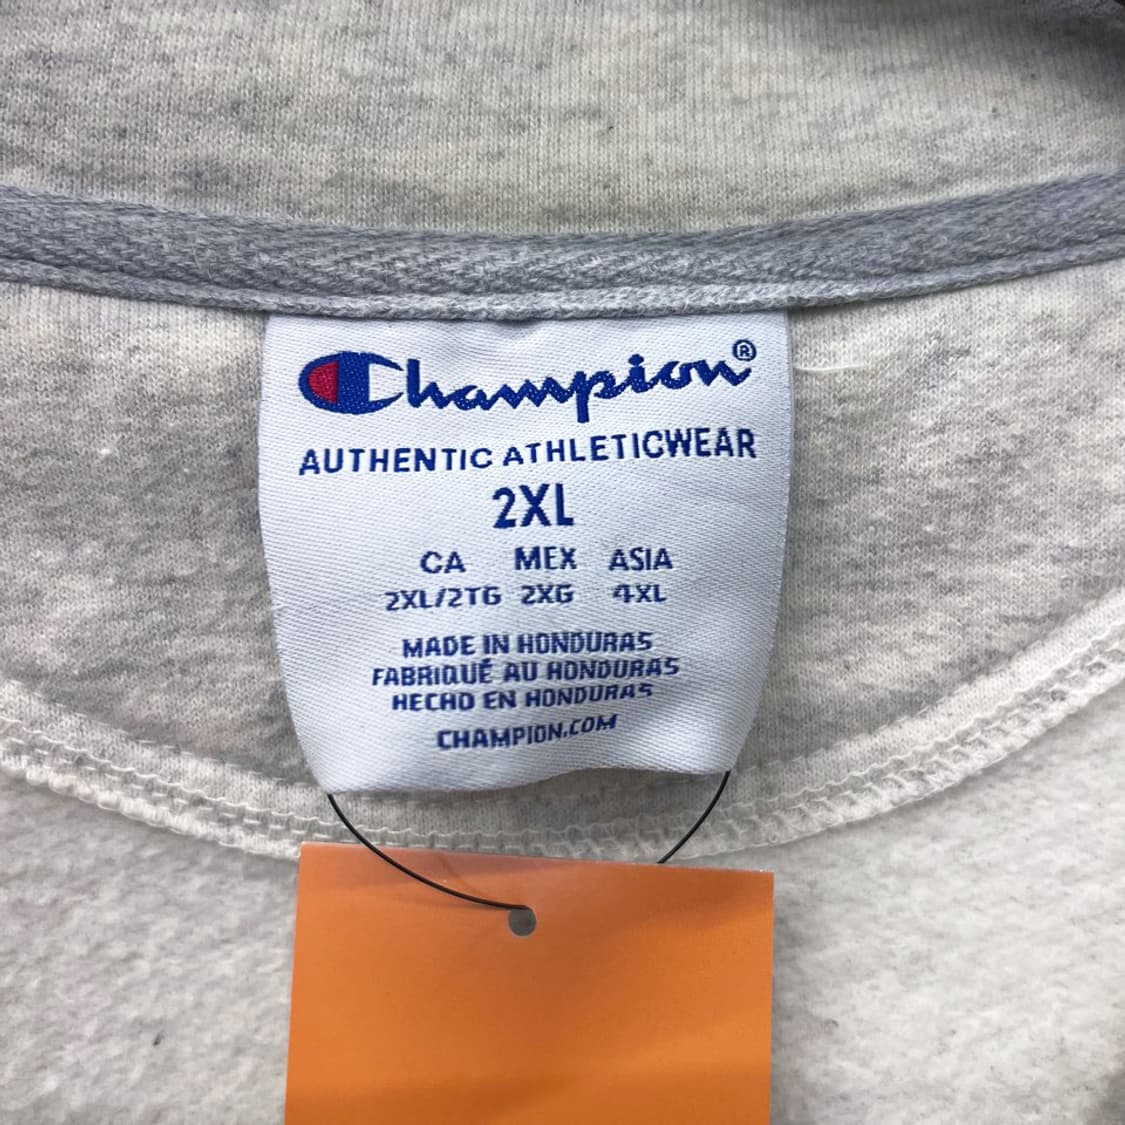 Champion®
AUTHENTIC ATHLETICWEAR
2XL
CA MEX ASIA
2XL/2TG 2XG 4XL
MADE IN HONDURAS
FABRIQUÉ AU HONDURAS
HECHO EN HONDURAS
CHAMPION.COM